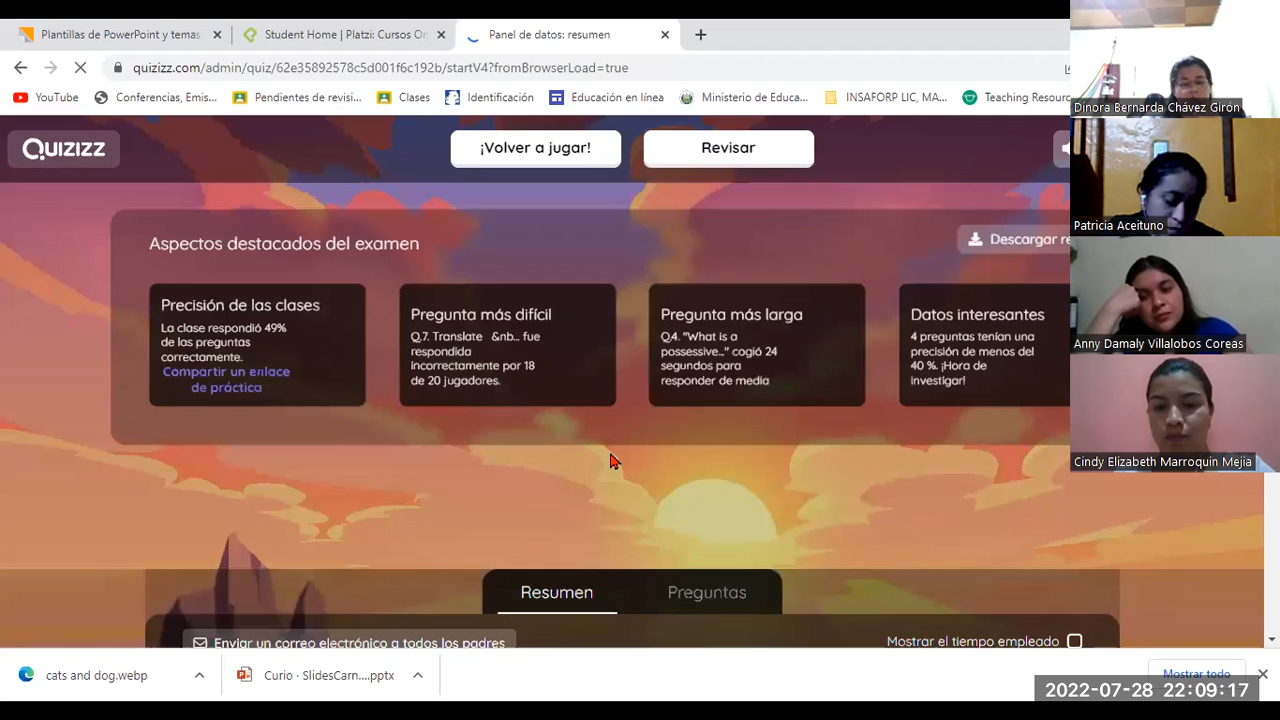 Plantillas de PowerPoint y temas
Student Home | Platzi: Cursos On
Panel de datos: resumen
quizizz.com/admin/quiz/62e35892578c5d001f6c192b/startV4?fromBrowserLoad=true
YouTube
Conferencias, Emis...
Pendientes de revisi...
Clases
Identificación
Educación en línea
Ministerio de Educa...
INSAFORP LIC, MA...
Teaching Resourc
Quizizz
¡Volver a jugar!
Revisar
Aspectos destacados del examen
Descargar re
Precisión de las clases
La clase respondió 49%
de las preguntas
correctamente.
Compartir un enlace
de práctica
Pregunta más difícil
Q.7. Translate &nb... fue
respondida
incorrectamente por 18
de 20 jugadores.
Pregunta más larga
Q.4. "What is a
possessive..." cogió 24
segundos para
responder de media
Datos interesantes
4 preguntas tenían una
precisión de menos del
40 %. ¡Hora de
investigar!
Resumen
Preguntas
Enviar un correo electrónico a todos los padres
Mostrar el tiempo empleado
cats and dog.webp
Curio · SlidesCarn....pptx
Mostrar todo
Dinora Bernarda Chávez Girón
Patricia Aceituno
Anny Damaly Villalobos Coreas
Cindy Elizabeth Marroquin Mejia
2022-07-28 22:09:17